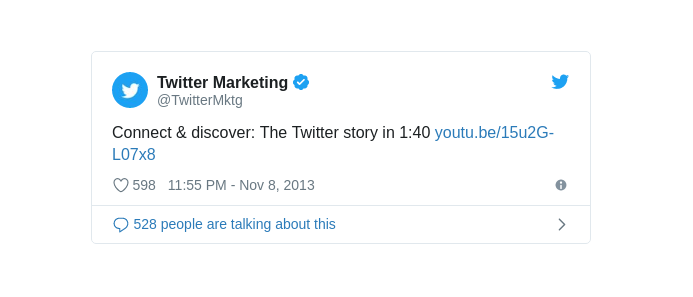 Twitter Marketing
@TwitterMktg
Connect & discover: The Twitter story in 1:40 youtu.be/15u2G-
L07x8
598 11:55 PM - Nov 8, 2013
528 people are talking about this